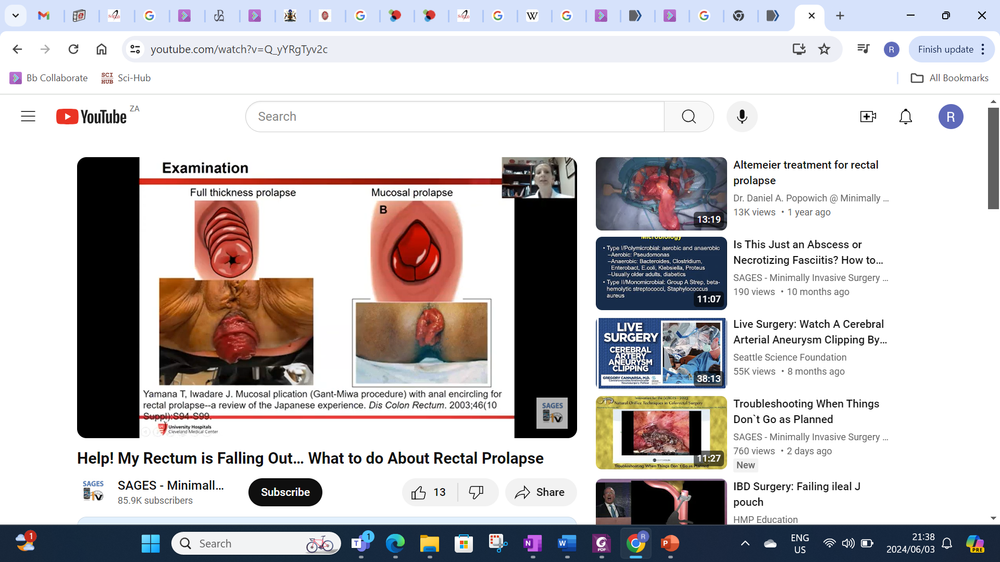 youtube.com/watch?v=Q_yYRgTyv2c
R
Finish update
Bb Collaborate
SCI HUB
Sci-Hub
All Bookmarks
YouTube ZA
Search
R
Examination
Full thickness prolapse
Mucosal prolapse
B
Yamana T, Iwadare J. Mucosal plication (Gant-Miwa procedure) with anal encircling for
rectal prolapse--a review of the Japanese experience. Dis Colon Rectum. 2003;46(10
Suppl):S94-S99.
University Hospitals
Cleveland Medical Center
SAGES
tv
Help! My Rectum is Falling Out... What to do About Rectal Prolapse
SAGES
tv
SAGES - Minimall...
85.9K subscribers
Subscribe
13
Share
13:19
Altemeier treatment for rectal
prolapse
Dr. Daniel A. Popowich @ Minimally ...
13K views • 1 year ago
Microbiology
• Type I/Polymicrobial: aerobic and anaerobic
–Aerobic: Pseudomonas
–Anaerobic: Bacteroides, Clostridium,
Enterobact, E.coli, Klebsiella, Proteus
–Usually older adults, diabetics
• Type II/Monomicrobial: Group A Strep, beta-
hemolytic streptococci, Staphylococcus
aureus
11:07
Is This Just an Abscess or
Necrotizing Fasciitis? How to...
SAGES - Minimally Invasive Surgery ...
190 views • 10 months ago
LIVE
SURGERY
CEREBRAL
ARTERY
ANEURYSM
CLIPPING
GREGORY CANNARSA, M.D.
38:13
Live Surgery: Watch A Cerebral
Arterial Aneurysm Clipping By...
Seattle Science Foundation
55K views • 8 months ago
Innovation for the (s)AGES - 2023
Natural Orifice Techniques in Colorectal Surgery
11:27
Troubleshooting When Things Don`t Go as Planned
Troubleshooting When Things
Don`t Go as Planned
SAGES - Minimally Invasive Surgery ...
760 views • 2 days ago
New
IBD Surgery: Failing ileal J
pouch
HMP Education
1
Search
1
T
N
W
PDF
R
P
ENG
US
21:38
2024/06/03
PRE